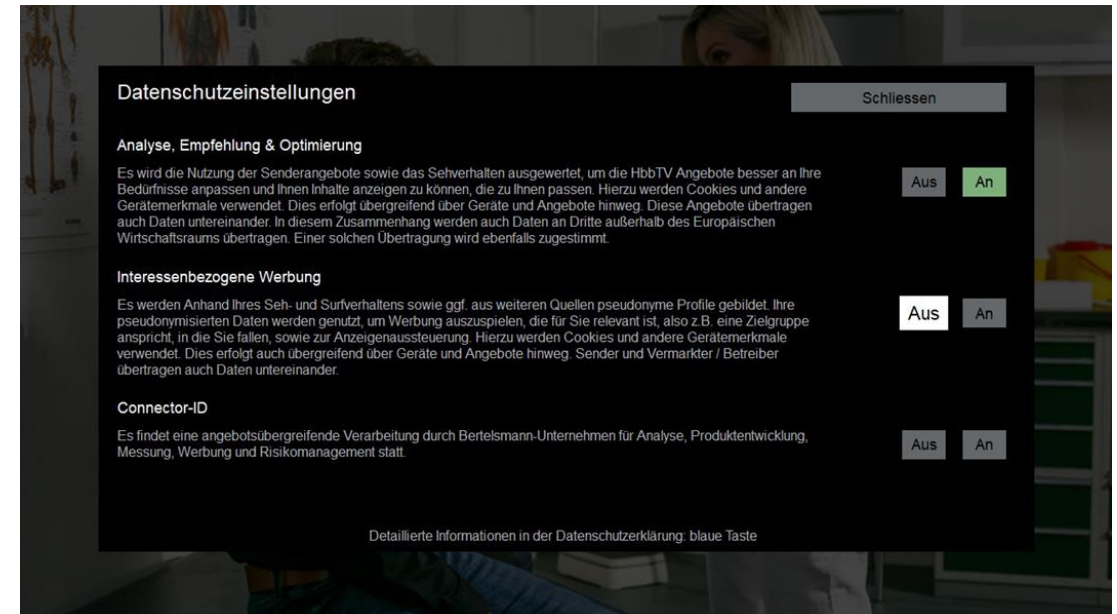 Datenschutzeinstellungen
Schliessen
Analyse, Empfehlung & Optimierung
Es wird die Nutzung der Senderangebote sowie das Sehverhalten ausgewertet, um die HbbTV Angebote besser an Ihre
Bedürfnisse anpassen und Ihnen Inhalte anzeigen zu können, die zu Ihnen passen. Hierzu werden Cookies und andere
Gerätemerkmale verwendet. Dies erfolgt übergreifend über Geräte und Angebote hinweg. Diese Angebote übertragen
auch Daten untereinander. In diesem Zusammenhang werden auch Daten an Dritte außerhalb des Europäischen
Wirtschaftsraums übertragen. Einer solchen Übertragung wird ebenfalls zugestimmt.
Aus An
Interessenbezogene Werbung
Es werden Anhand Ihres Seh- und Surfverhaltens sowie ggf. aus weiteren Quellen pseudonyme Profile gebildet. Ihre
pseudonymisierten Daten werden genutzt, um Werbung auszuspielen, die für Sie relevant ist, also z.B. eine Zielgruppe
anspricht, in die Sie fallen, sowie zur Anzeigenaussteuerung. Hierzu werden Cookies und andere Gerätemerkmale
verwendet. Dies erfolgt auch übergreifend über Geräte und Angebote hinweg. Sender und Vermarkter / Betreiber
übertragen auch Daten untereinander.
Aus An
Connector-ID
Es findet eine angebotsübergreifende Verarbeitung durch Bertelsmann-Unternehmen für Analyse, Produktentwicklung,
Messung, Werbung und Risikomanagement statt.
Aus An
Detaillierte Informationen in der Datenschutzerklärung: blaue Taste